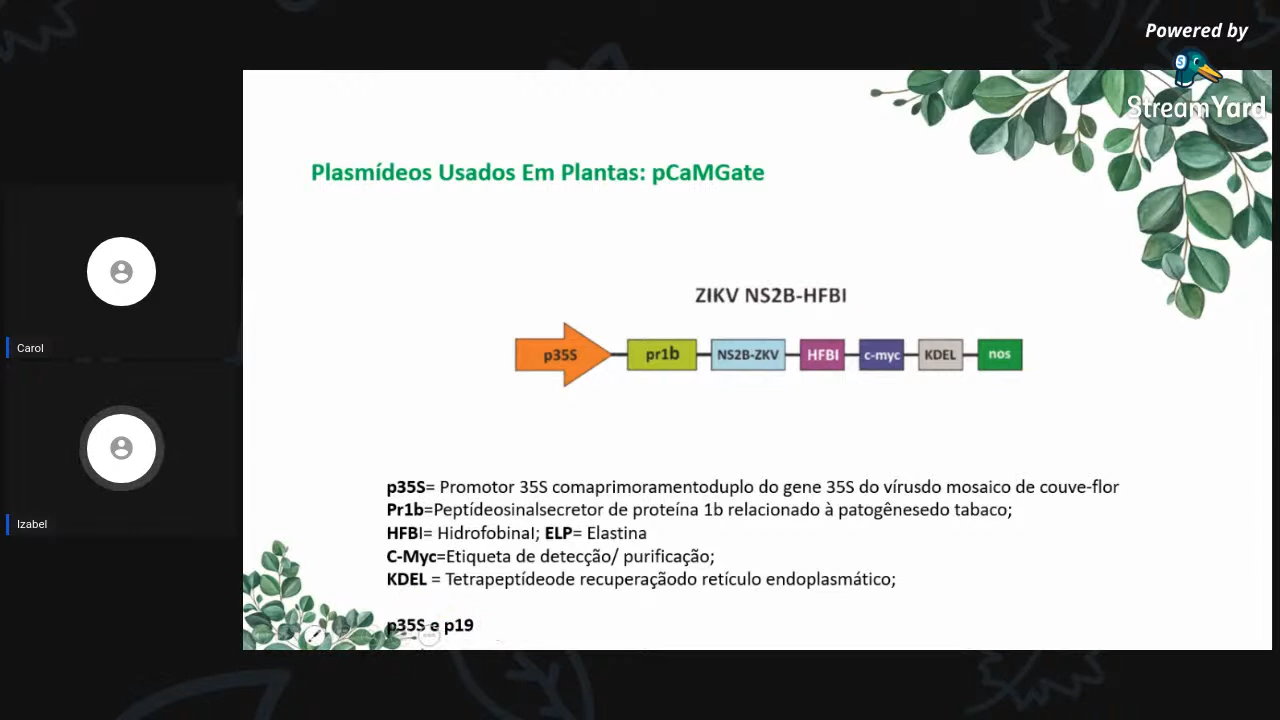 Powered by
StreamYard
Plasmídeos Usados Em Plantas: pCaMGate
ZIKV NS2B-HFBI
p35S pr1b NS2B-ZKV HFBI c-myc KDEL nos
Carol
p35S= Promotor 35S comaprimoramentoduplo do gene 35S do vírusdo mosaico de couve-flor
Pr1b=Peptídeosinalsecretor de proteína 1b relacionado à patogênesedo tabaco;
Izabel
HFBI= HidrofobinaI; ELP= Elastina
C-Myc=Etiqueta de detecção/ purificação;
KDEL = Tetrapeptídeode recuperaçãodo retículo endoplasmático;
p35S e p19